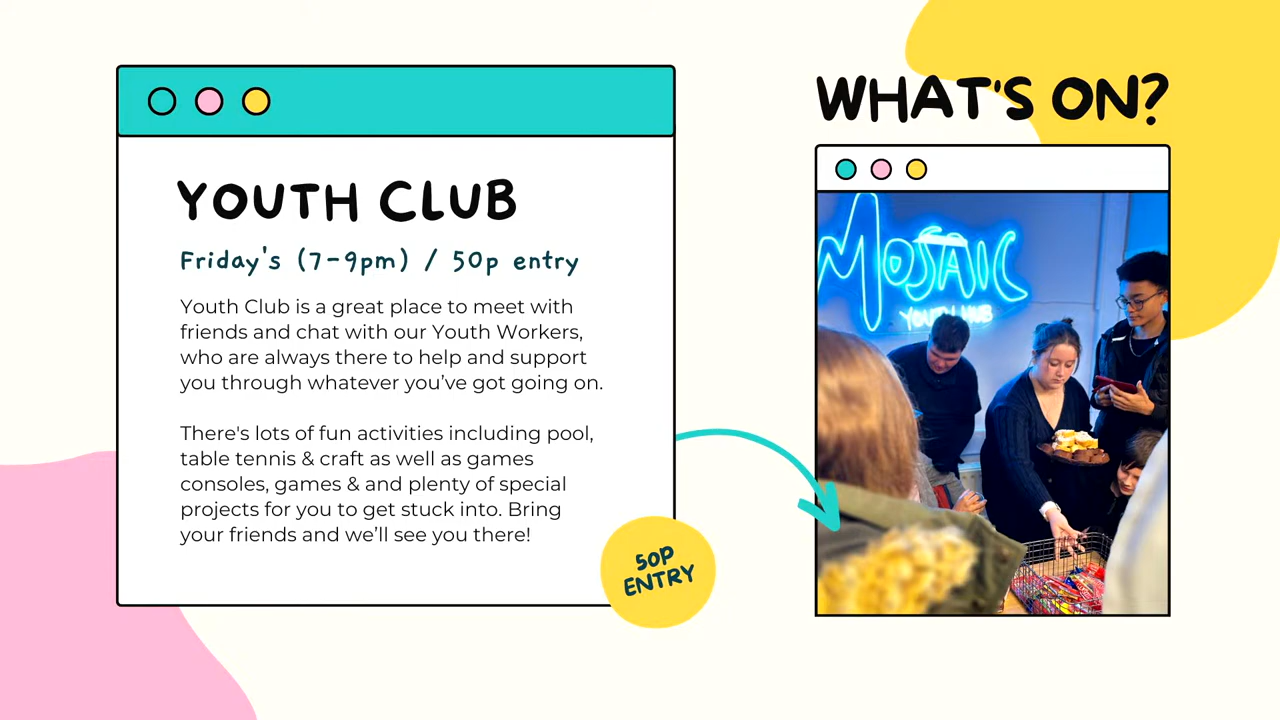 YOUTH CLUB
Friday's (7-9pm) / 50p entry
Youth Club is a great place to meet with
friends and chat with our Youth Workers,
who are always there to help and support
you through whatever you've got going on.
There's lots of fun activities including pool,
table tennis & craft as well as games
consoles, games & and plenty of special
projects for you to get stuck into. Bring
your friends and we'll see you there!
50P
ENTRY
WHAT'S ON?
MOSAIC
YOUTH HUB